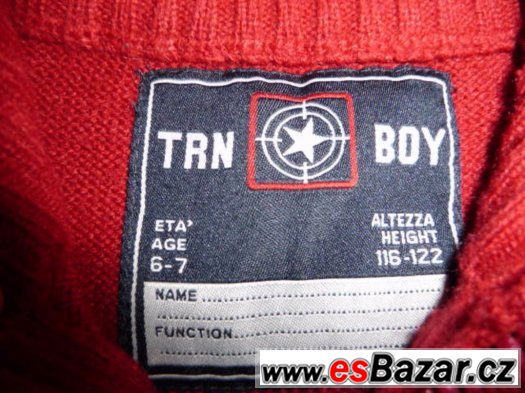 TRN BOY
ETA' ALTEZZA
AGE HEIGHT
6-7 116-122
NAME
FUNCTION
www.esBazar.cz